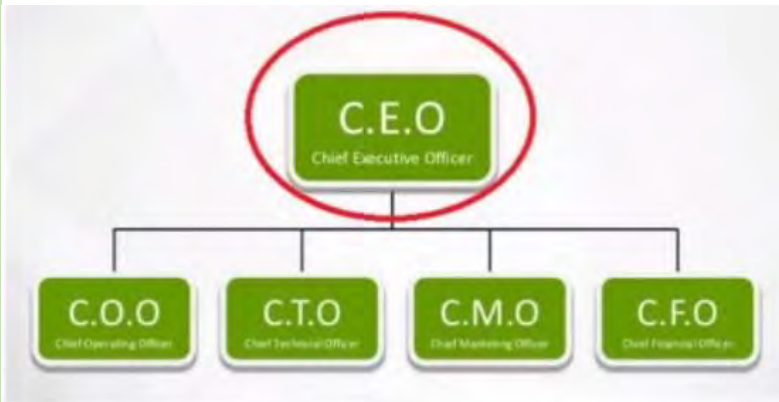 C.E.O
Chief Executive Officer
C.O.O
Chief Operating Officer
C.T.O
Chief Technical Officer
C.M.O
Chief Marketing Officer
C.F.O
Chief Financial Officer